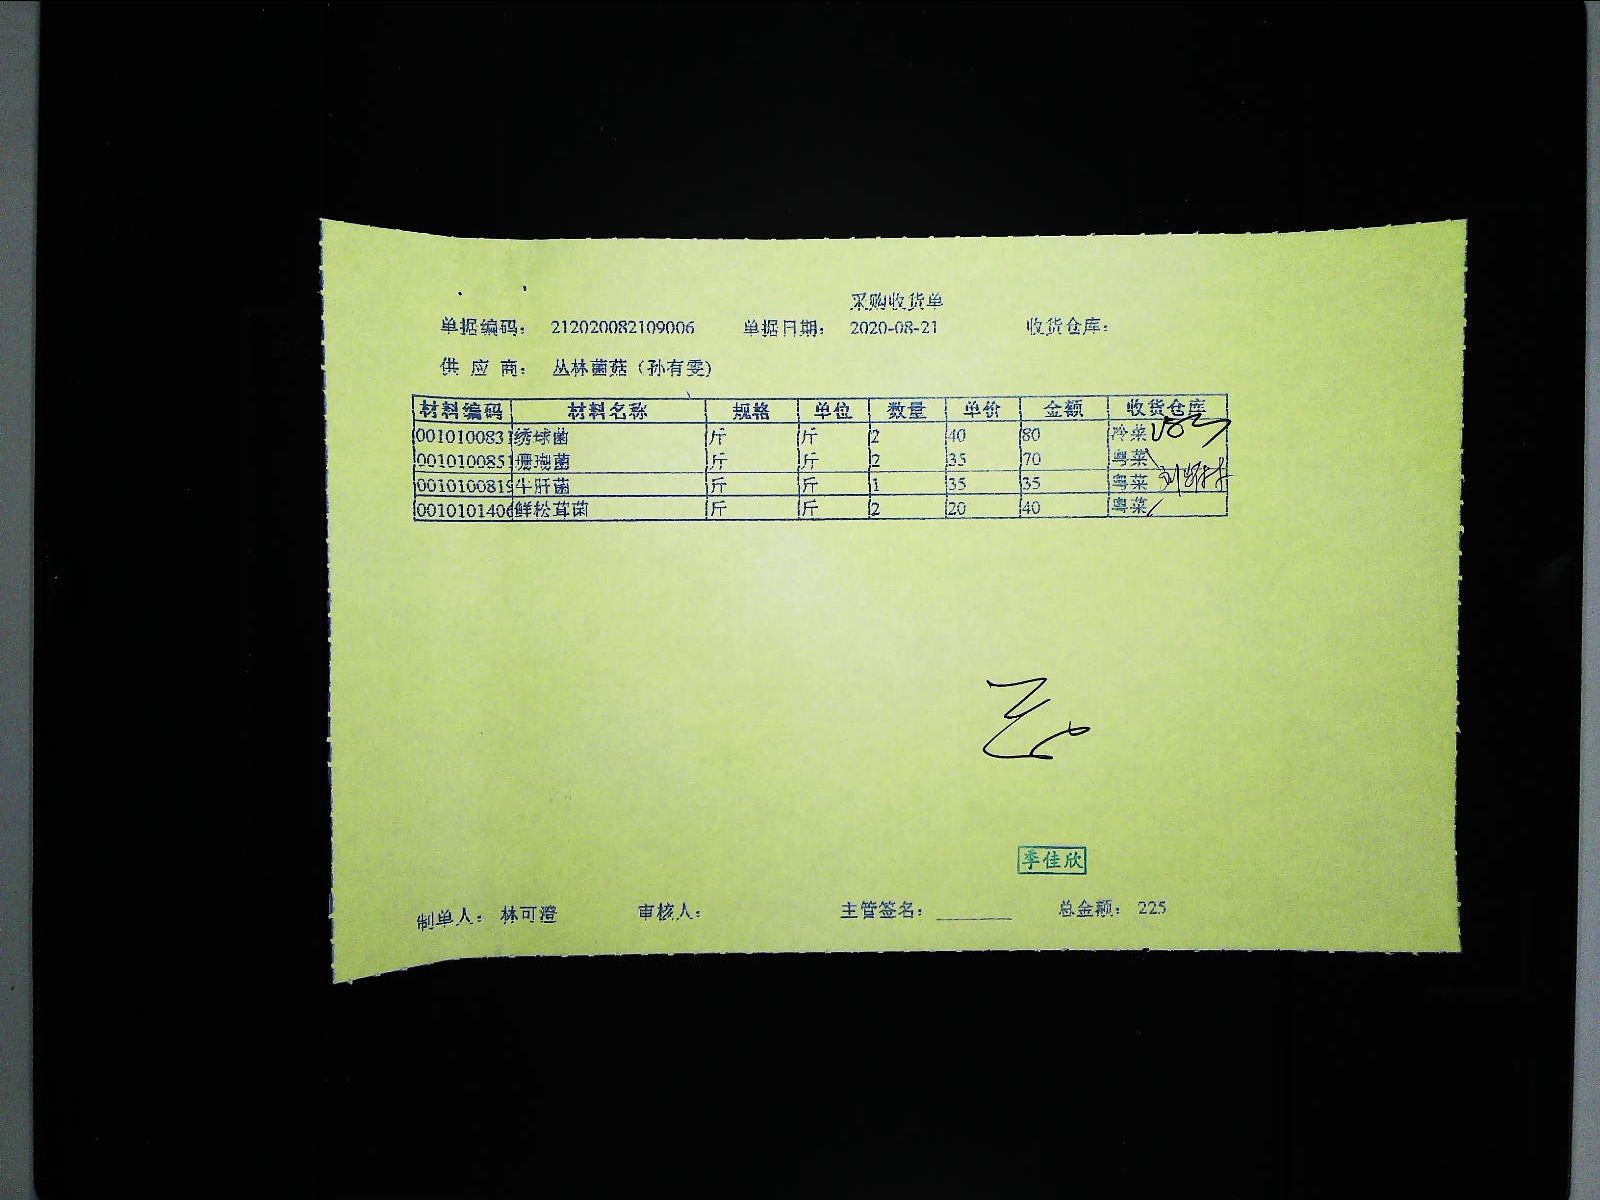 采购收货单
单据编码： 212020082109006 单据日期： 2020-08-21 收货仓库：
供 应 商： 丛林菌菇（孙有雯）
材料编码 材料名称 规格 单位 数量 单价 金额 收货仓库
0010100831 绣球菌 斤 斤 2 40 80 冷菜
0010100851 珊瑚菌 斤 斤 2 35 70 粤菜
001010081 牛肝菌 斤 斤 1 35 35 粤菜
001010140 鲜松茸菌 斤 斤 2 20 40 粤菜
季佳欣
制单人： 林可澄 审核人： 主管签名： 总金额： 225